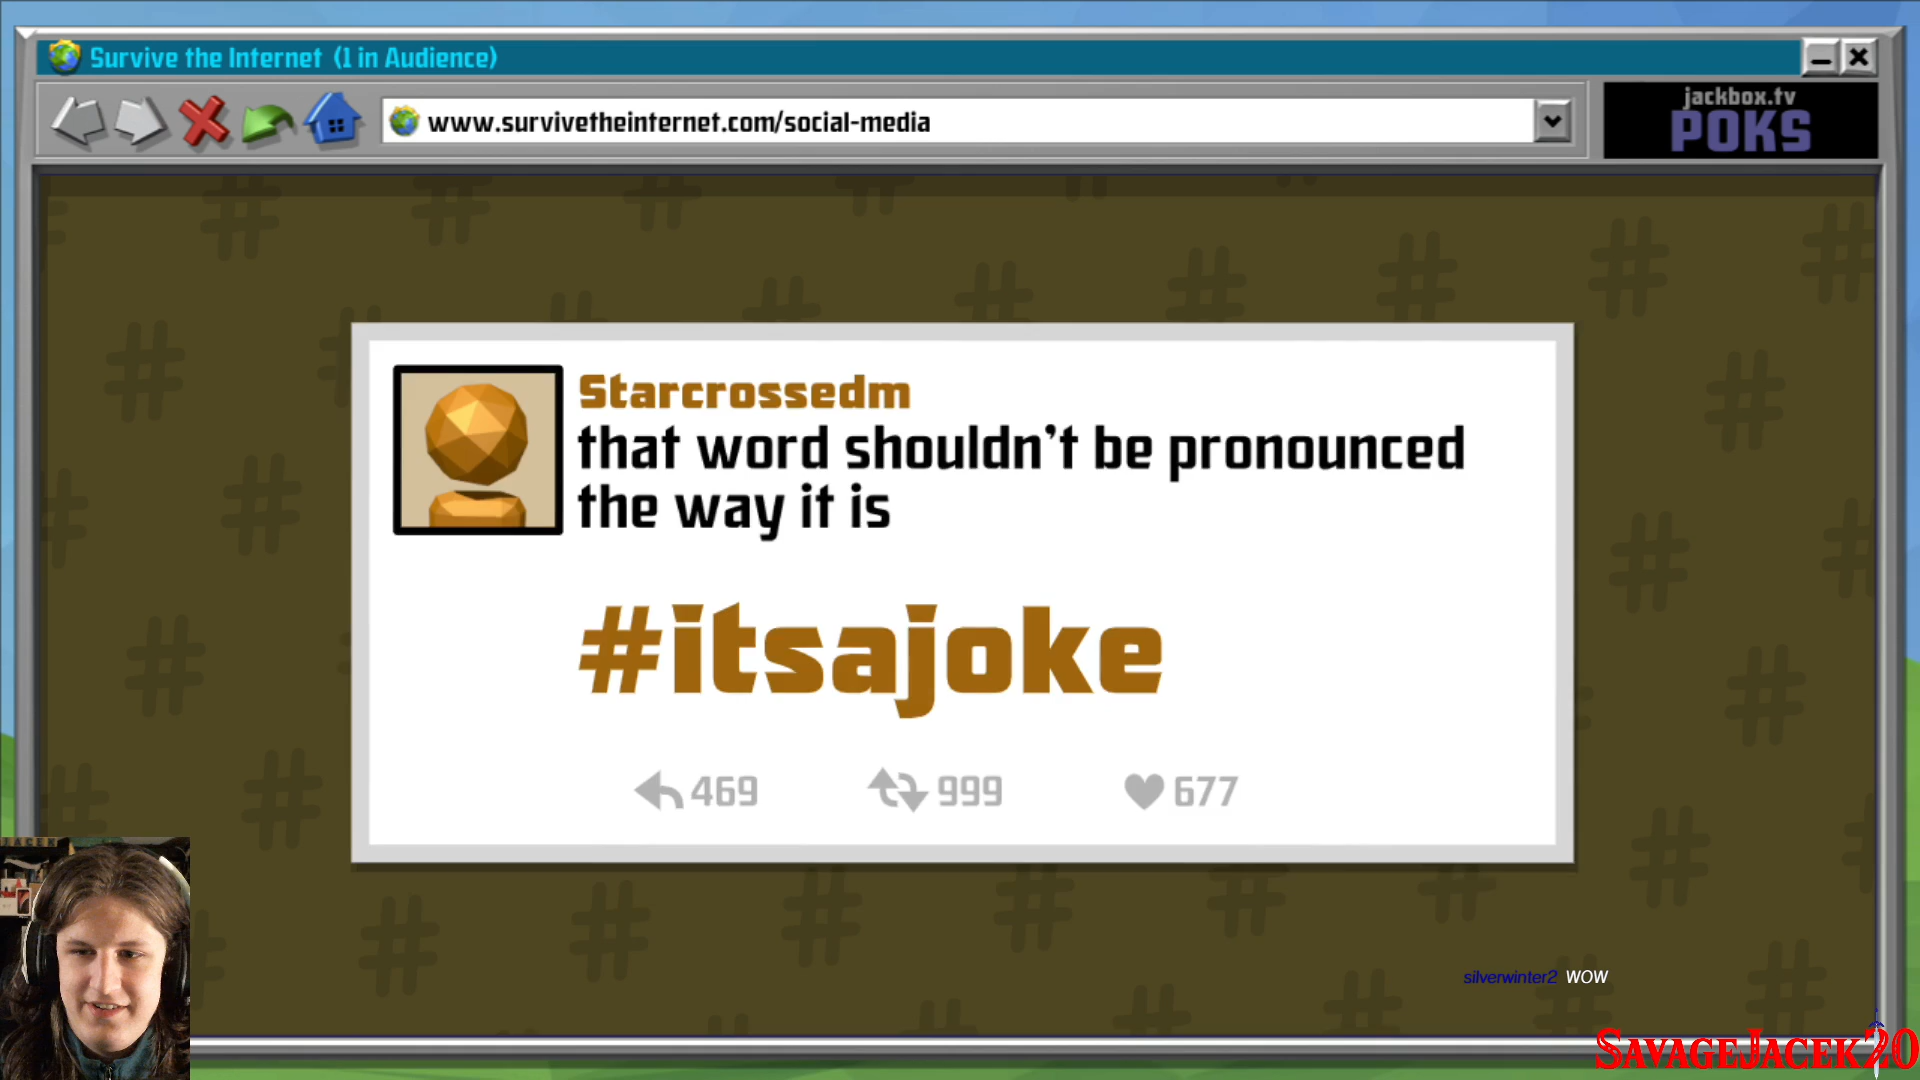 Survive the Internet (1 in Audience)
www.survivetheinternet.com/social-media
jackbox.tv
POKS
Starcrossedm
that word shouldn't be pronounced
the way it is
#itsajoke
469 999 677
silverwinter2 WOW
SavageJacek20